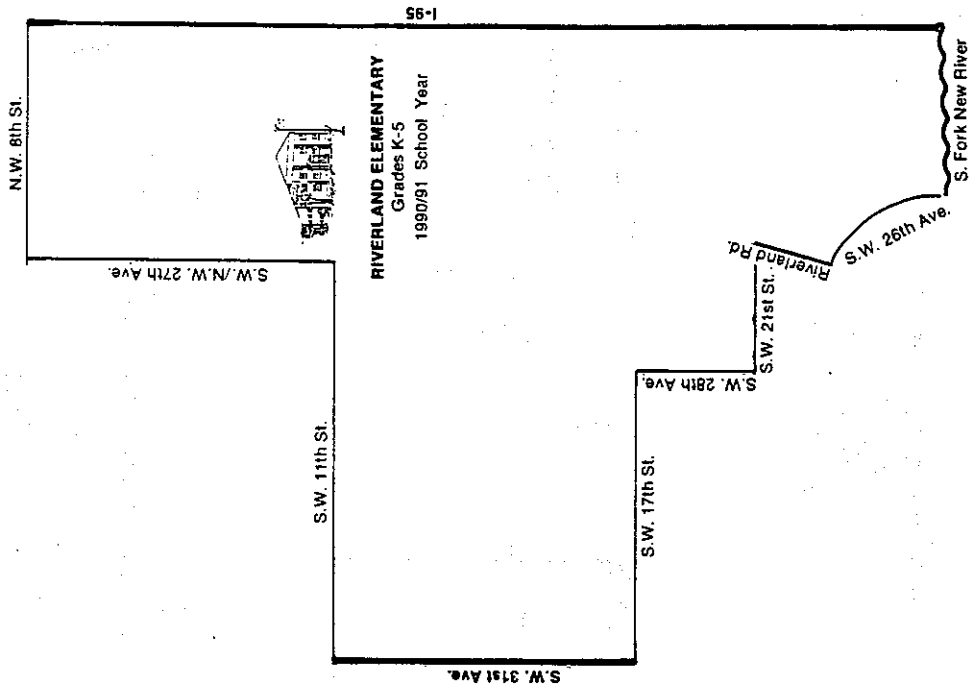 N.W. 6th St.
I-95
S.W./N.W. 27th Ave.
RIVERLAND ELEMENTARY
Grades K-5
1990/91 School Year
S.W. 11th St.
S.W. 31st Ave.
S.W. 17th St.
S.W. 28th Ave.
S.W. 21st St.
Riverland Rd.
S.W. 26th Ave.
S. Fork New River